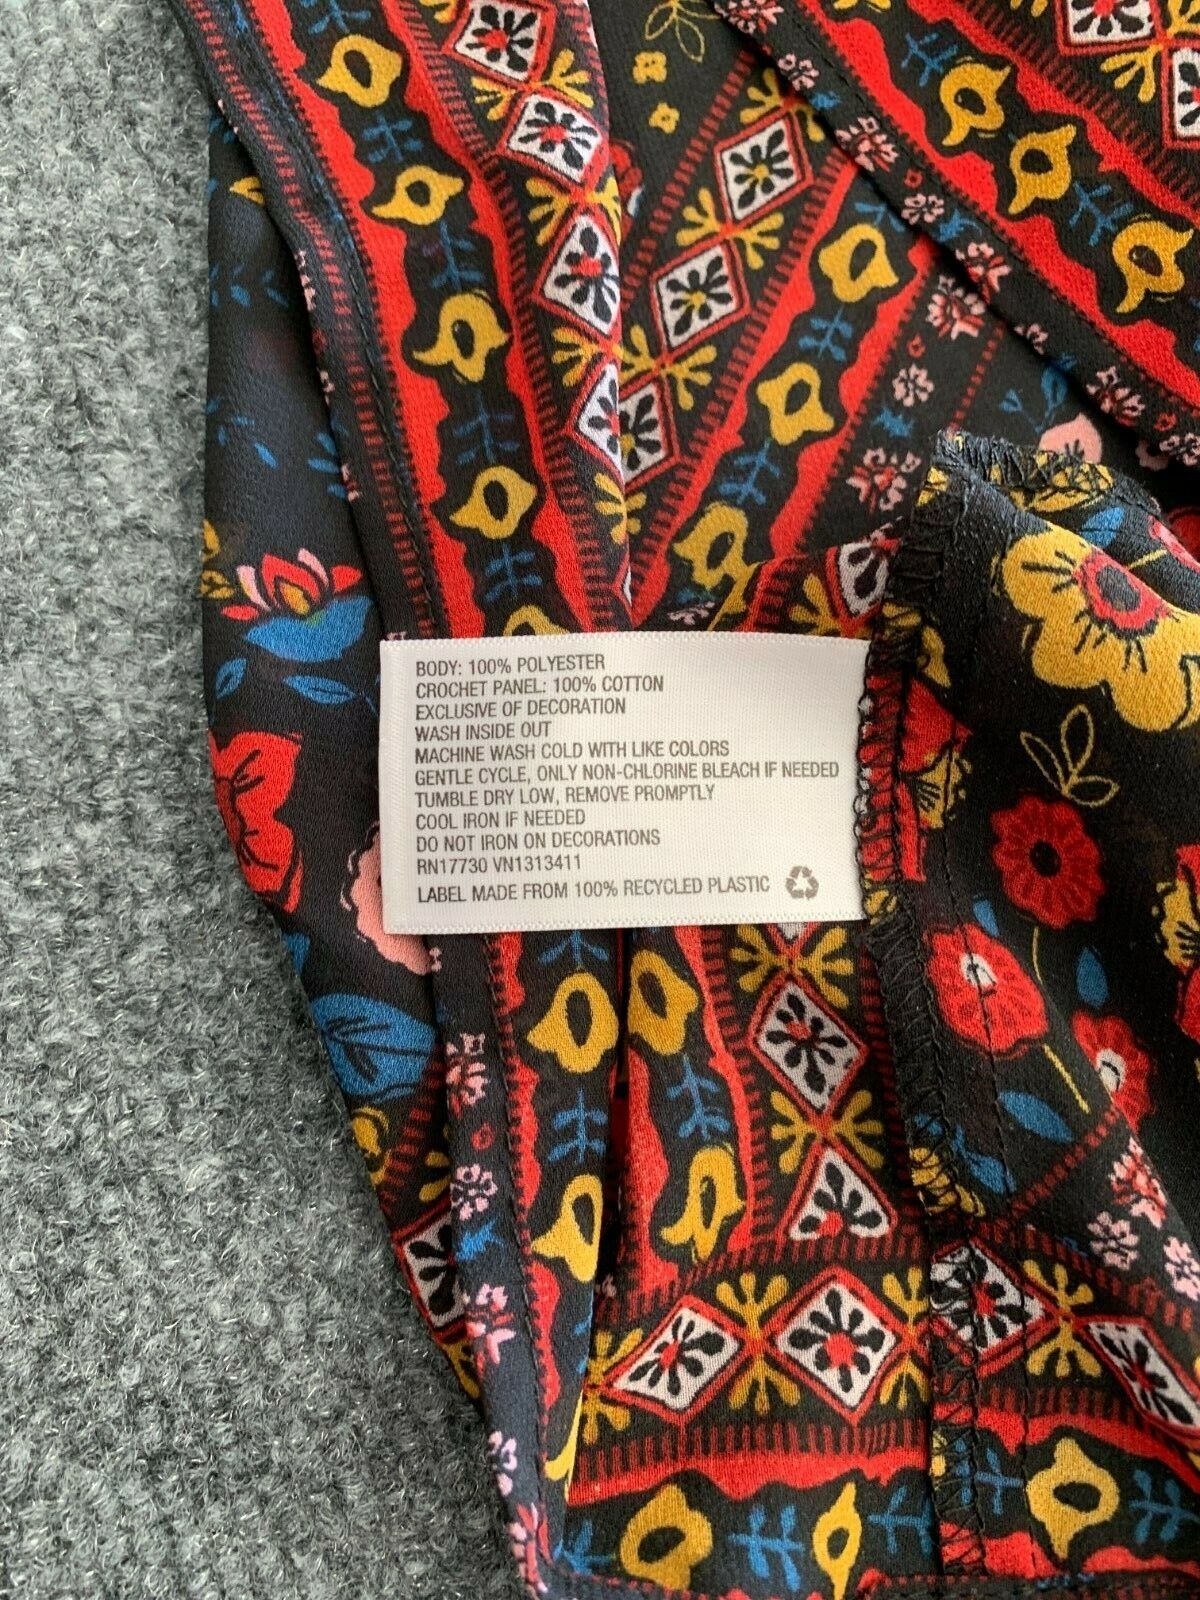 BODY: 100% POLYESTER
CROCHET PANEL: 100% COTTON
EXCLUSIVE OF DECORATION
WASH INSIDE OUT
MACHINE WASH COLD WITH LIKE COLORS
GENTLE CYCLE, ONLY NON-CHLORINE BLEACH IF NEEDED
TUMBLE DRY LOW, REMOVE PROMPTLY
COOL IRON IF NEEDED
DO NOT IRON ON DECORATIONS
RN17730 VN1313411
LABEL MADE FROM 100% RECYCLED PLASTIC